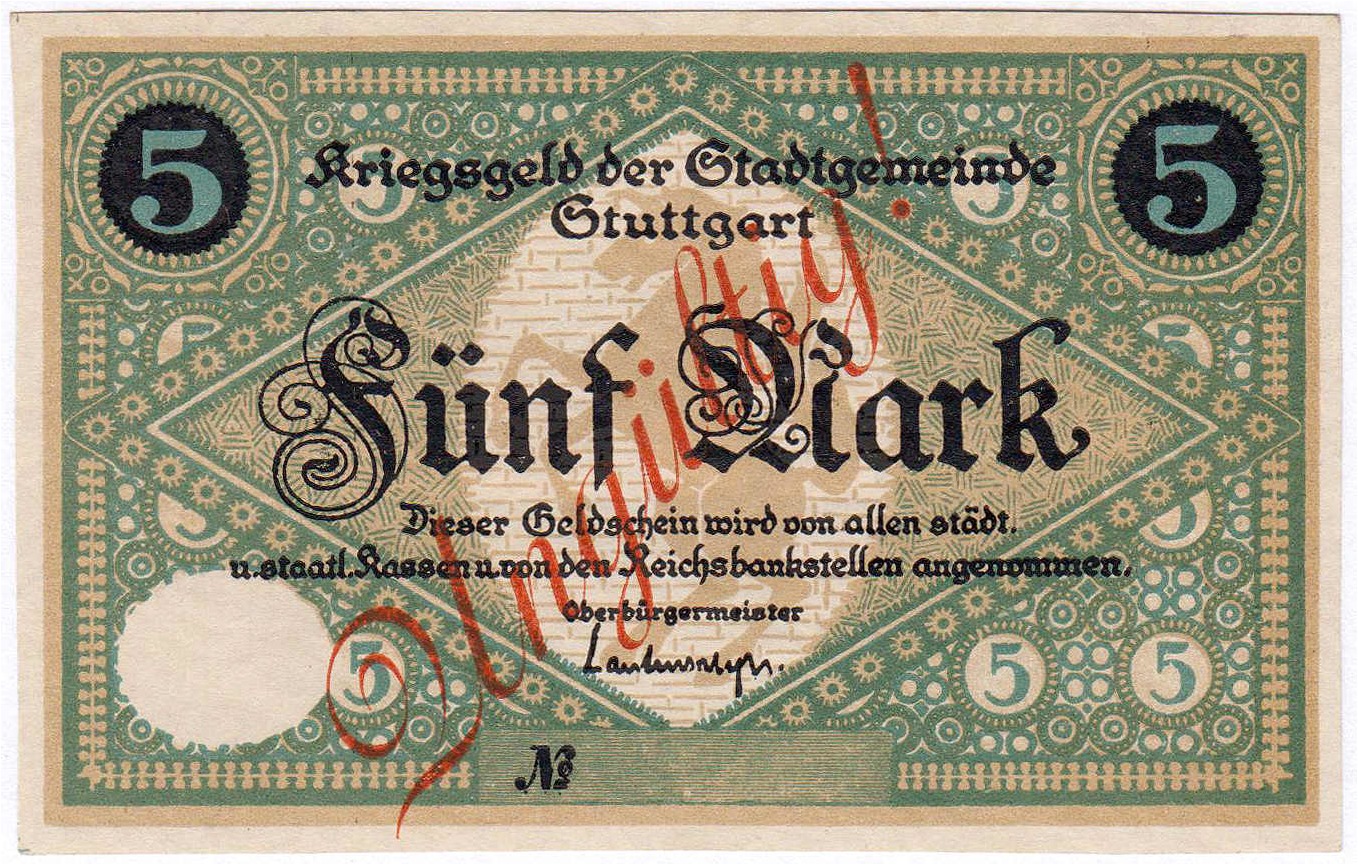 5 5
Kriegsgeld der Stadtgemeinde
Stuttgart
Fünf Mark
Ungültig!
Dieser Geldschein wird von allen städt.
u. staatl. Kassen u. von den Reichsbankstellen angenommen.
Oberbürgermeister
Lautenschlager.
5 5 5
№